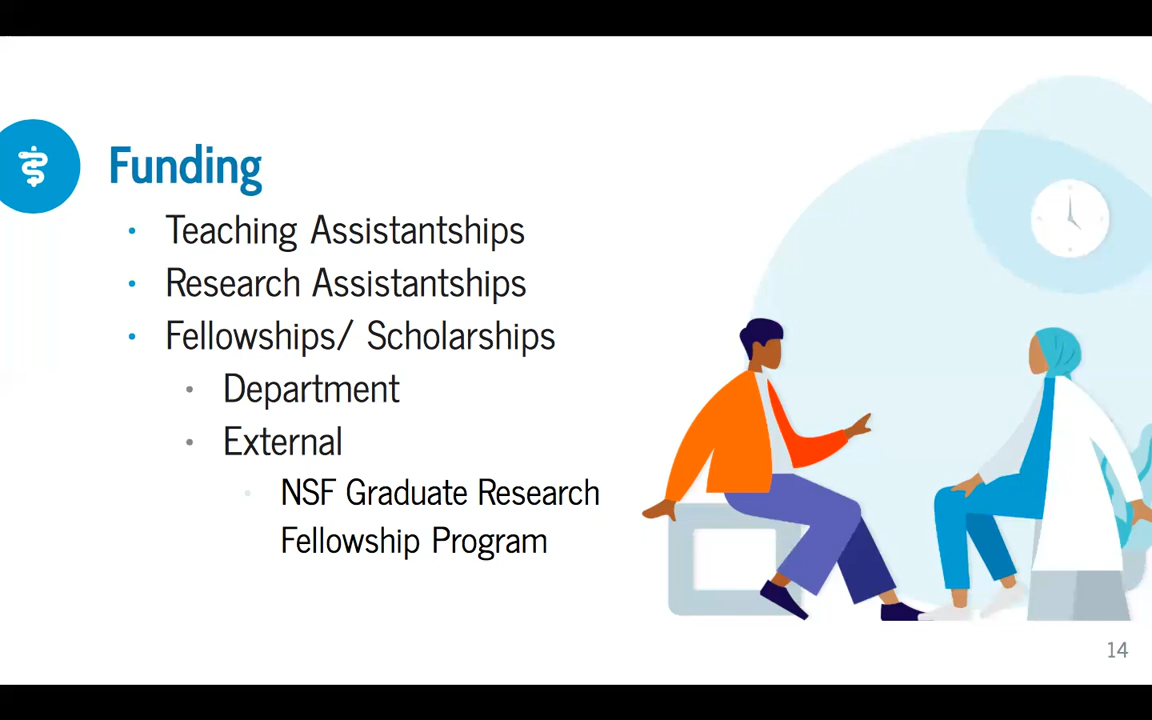 Funding
• Teaching Assistantships
• Research Assistantships
• Fellowships/ Scholarships
• Department
• External
• NSF Graduate Research
Fellowship Program
14